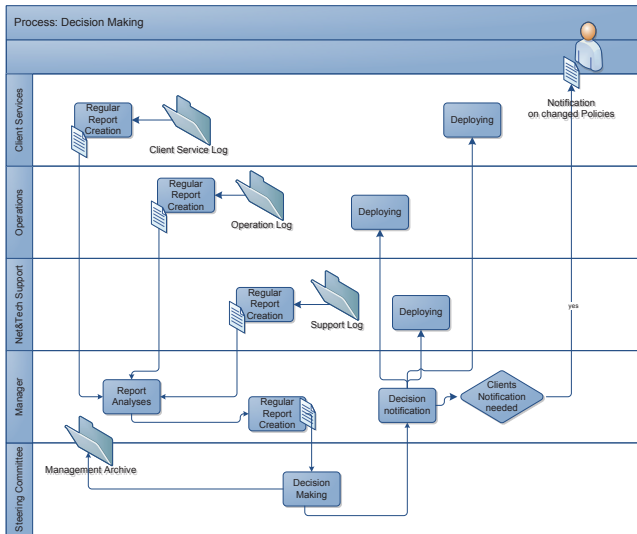 Process: Decision Making
Client Services
Regular
Report
Creation
Client Service Log
Deploying
Notification
on changed Policies
Operations
Regular
Report
Creation
Operation Log
Deploying
Net&Tech Support
Regular
Report
Creation
Support Log
Deploying
yes
Manager
Report
Analyses
Regular
Report
Creation
Decision
notification
Clients
Notification
needed
Steering Committee
Management Archive
Decision
Making